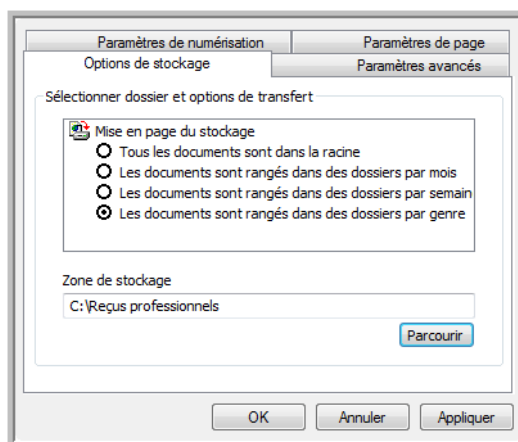 Paramètres de numérisation
Paramètres de page
Options de stockage
Paramètres avancés
Sélectionner dossier et options de transfert
Mise en page du stockage
Tous les documents sont dans la racine
Les documents sont rangés dans des dossiers par mois
Les documents sont rangés dans des dossiers par semain
Les documents sont rangés dans des dossiers par genre
Zone de stockage
C:\Reçus professionnels
Parcourir
OK
Annuler
Appliquer